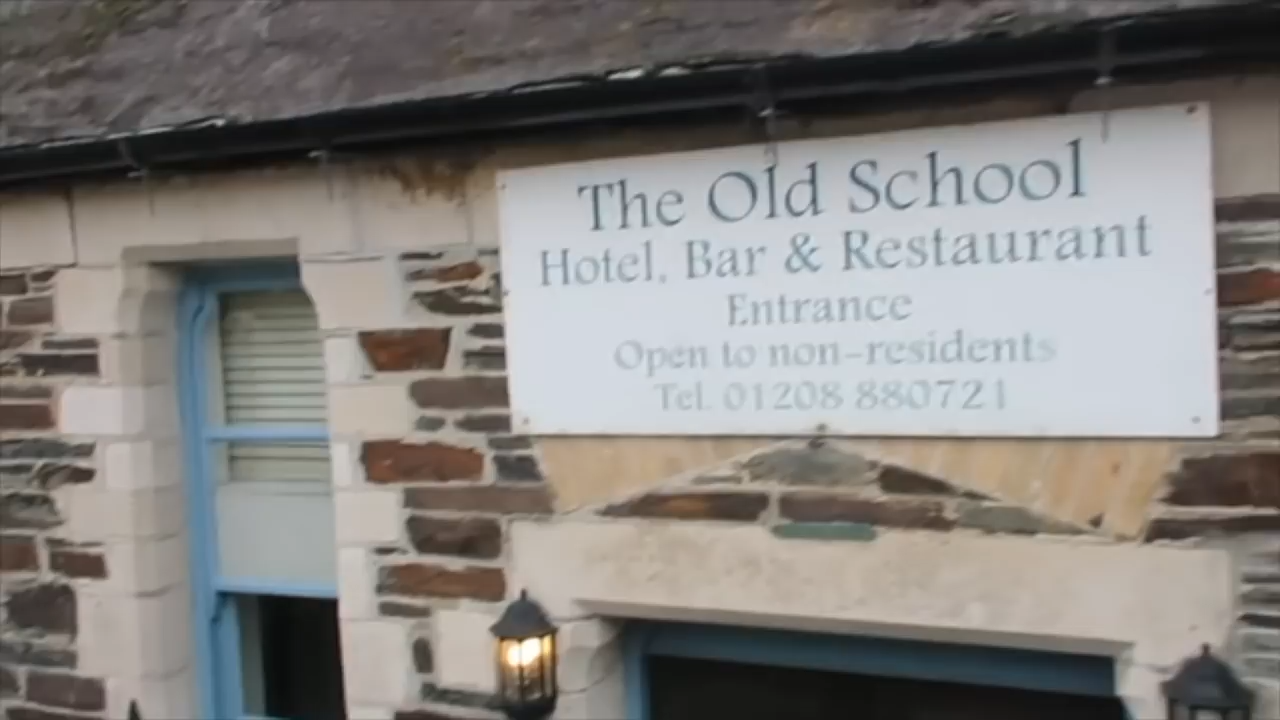 The Old School
Hotel, Bar & Restaurant
Entrance
Open to non-residents
Tel. 01208 880721